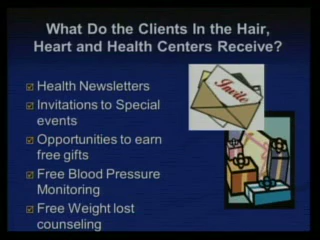 What Do the Clients In the Hair,
Heart and Health Centers Receive?
Health Newsletters
Invitations to Special
events
Opportunities to earn
free gifts
Free Blood Pressure
Monitoring
Free Weight lost
counseling
Invite